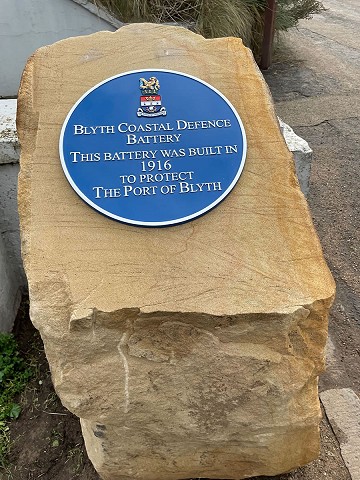 Blyth Coastal Defence
Battery
This battery was built in
1916
to protect
The Port of Blyth